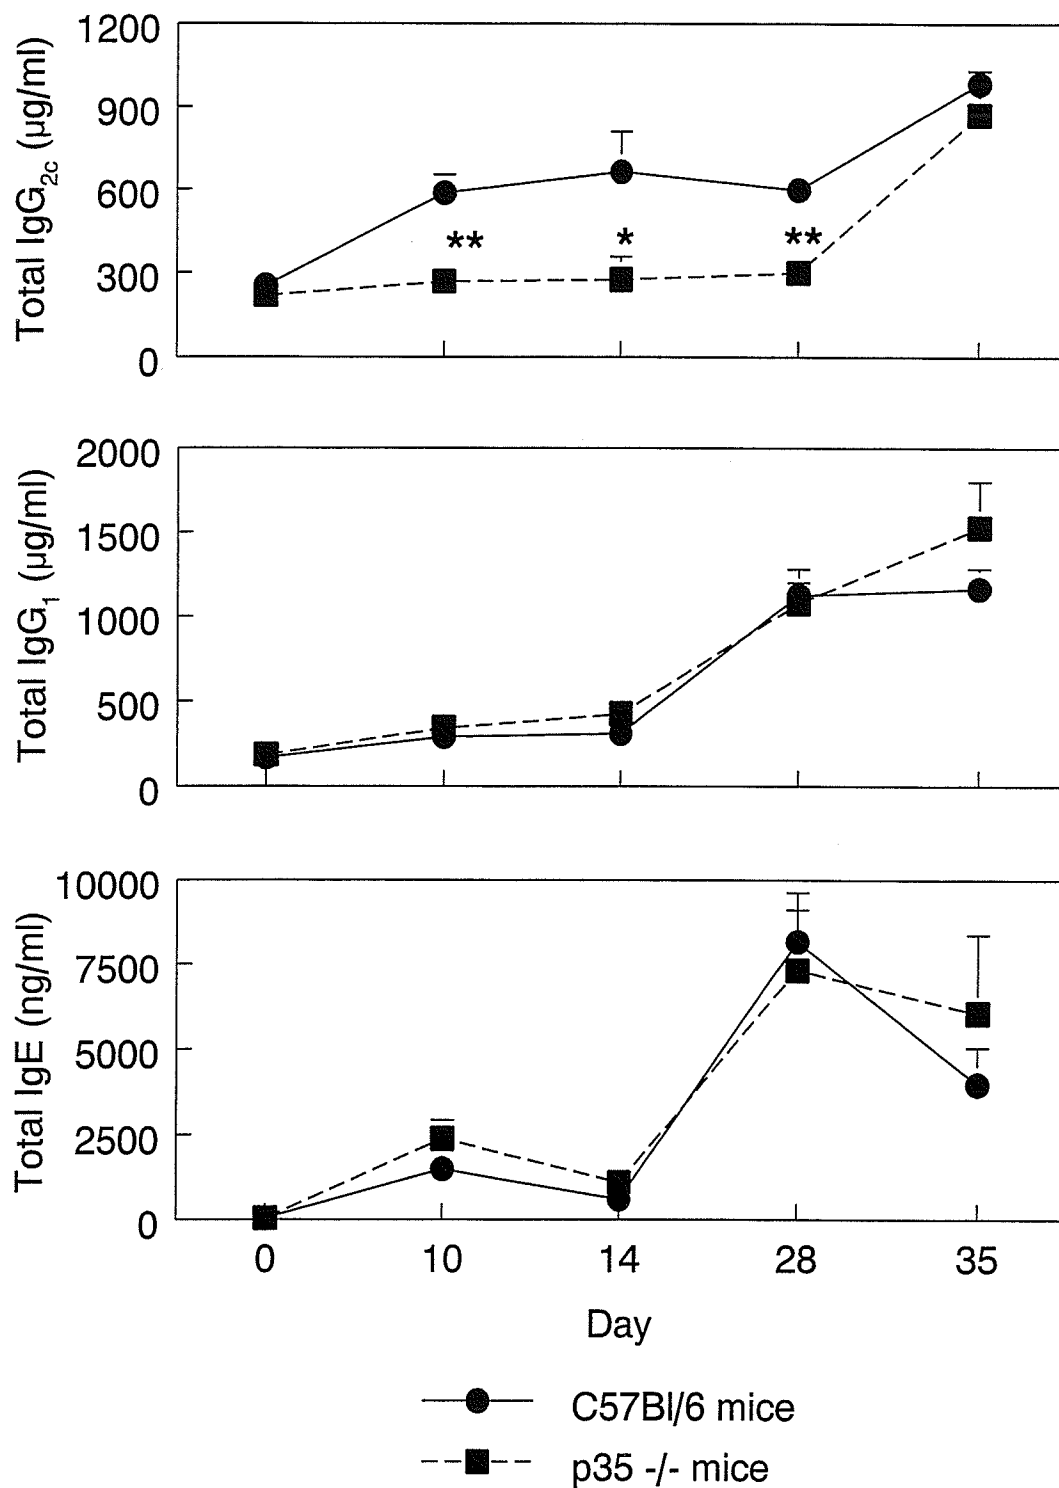 Total IgG2c (µg/ml)
1200
900
600
300
0
**
*
**
Total IgG1 (µg/ml)
2000
1500
1000
500
0
Total IgE (ng/ml)
10000
7500
5000
2500
0
0 10 14 28 35
Day
C57Bl/6 mice
p35 -/- mice